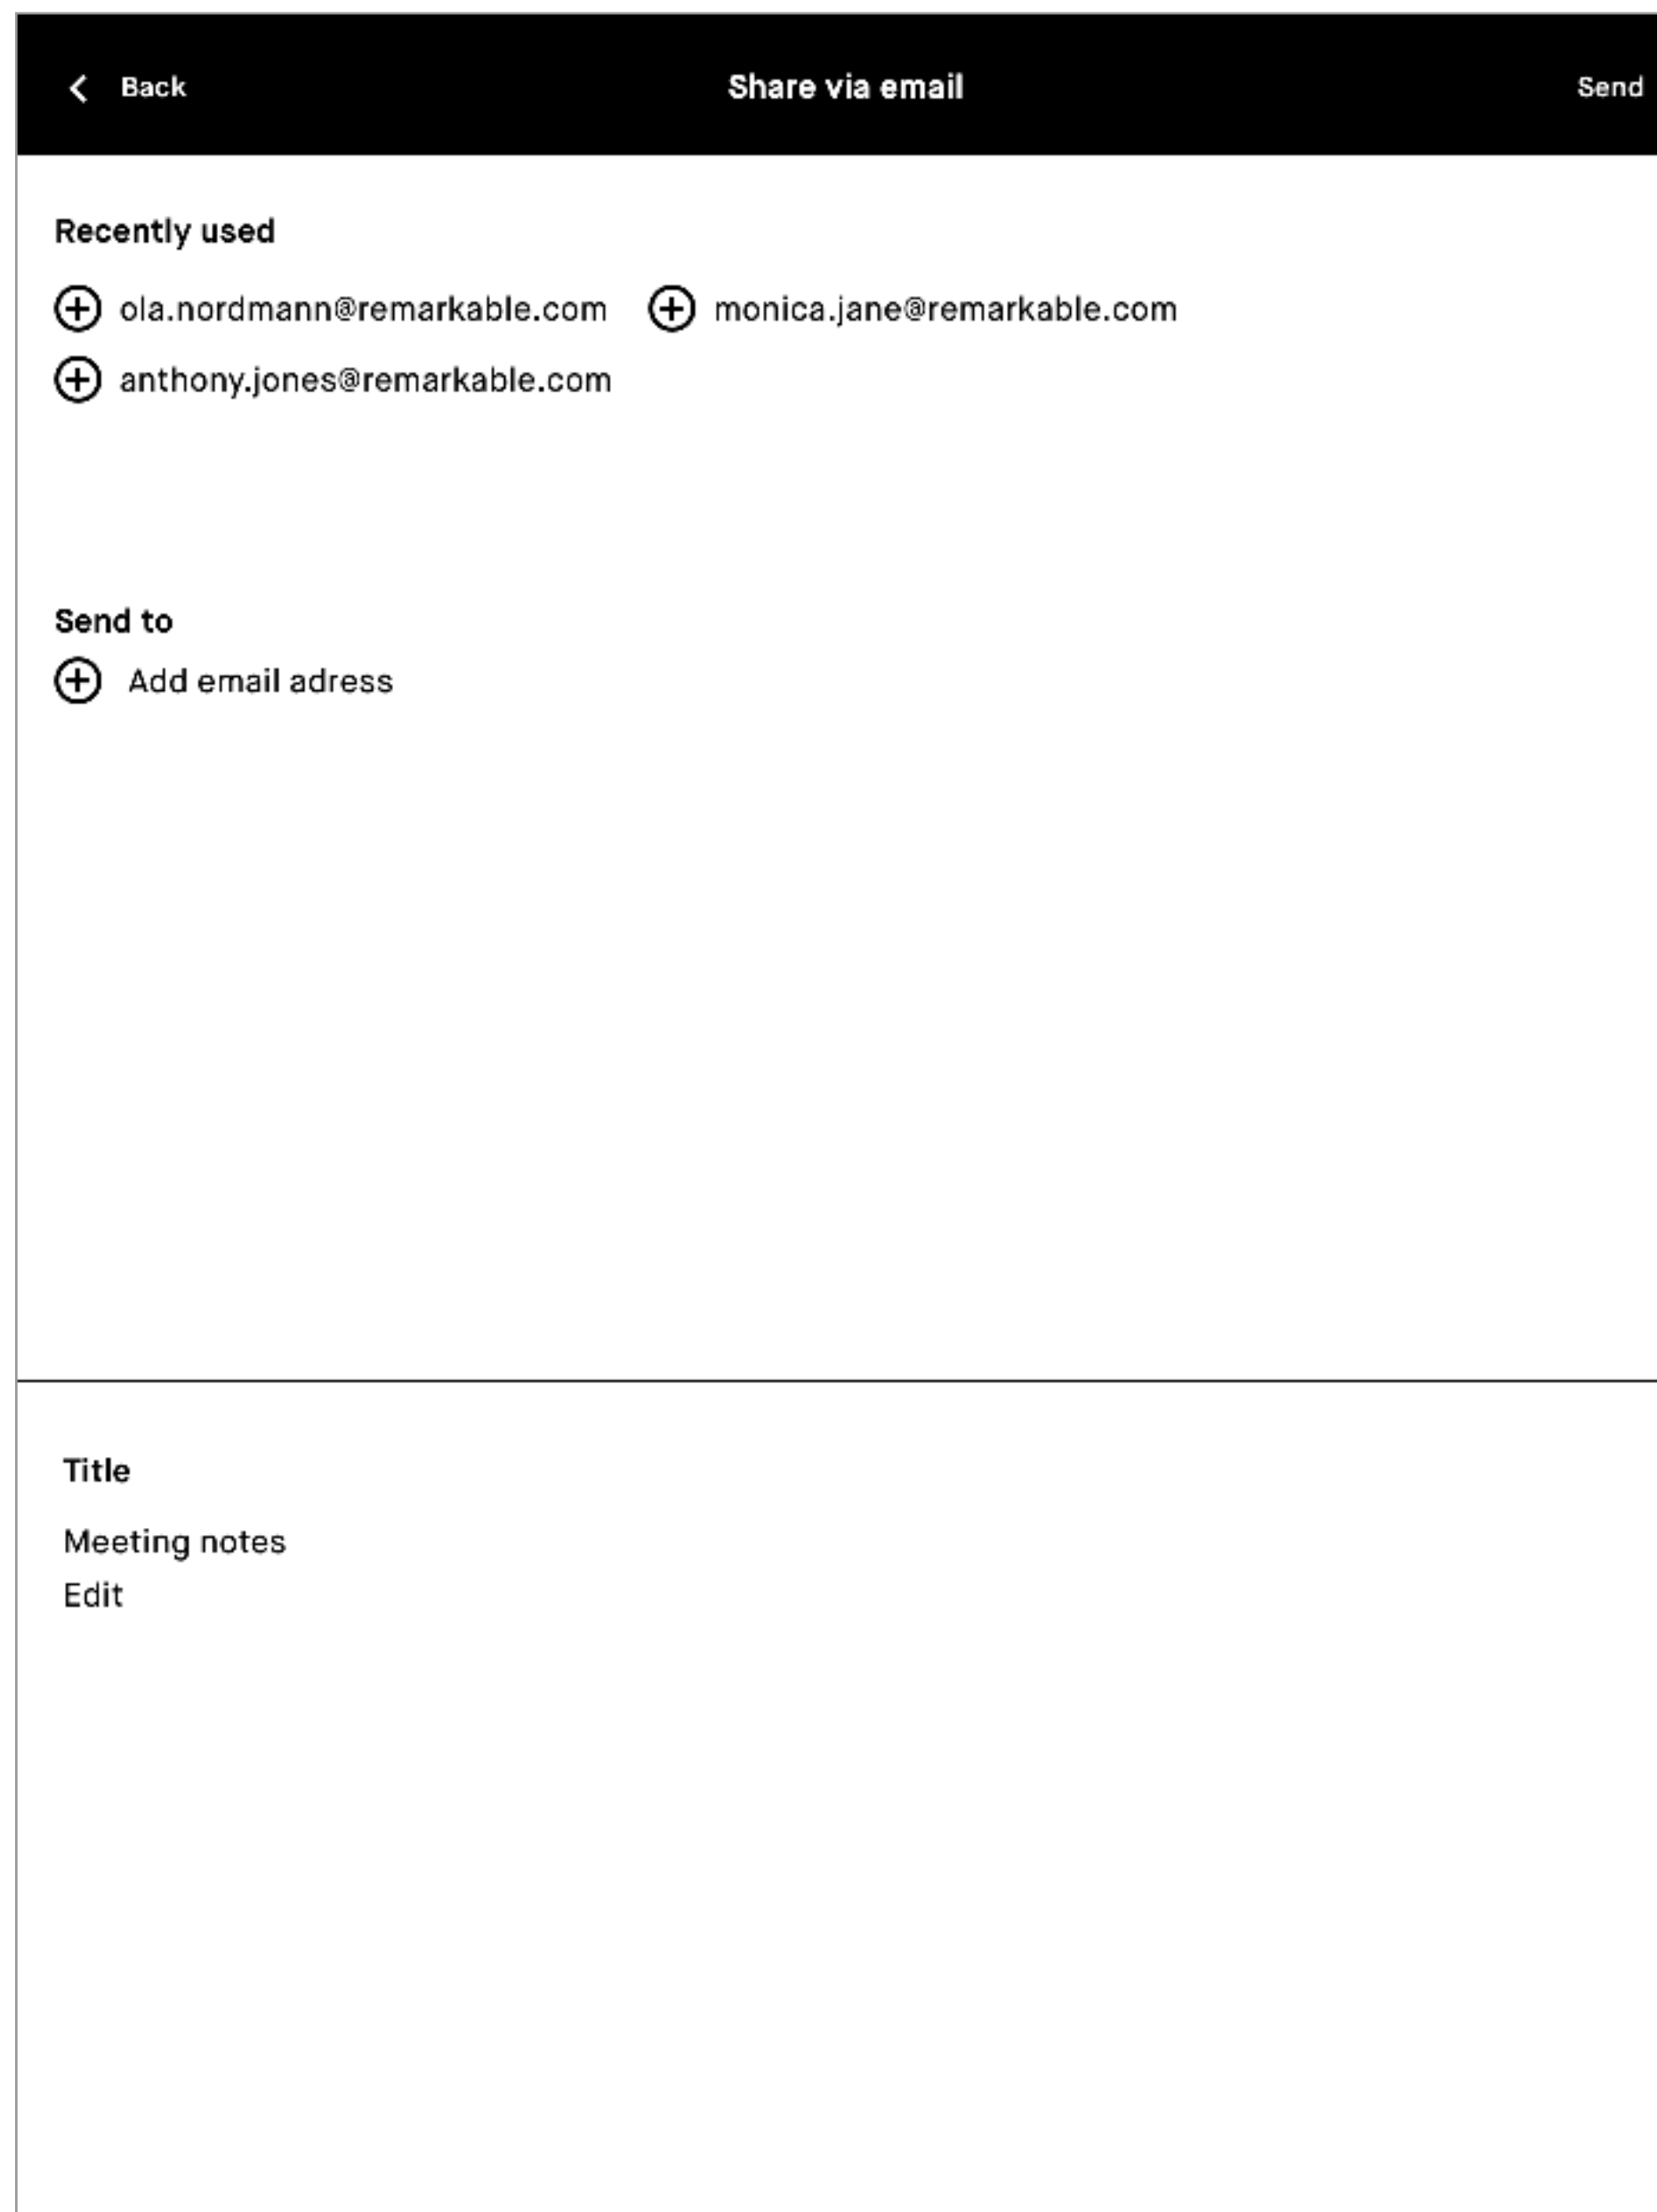 Back Share via email Send
Recently used
ola.nordmann@remarkable.com monica.jane@remarkable.com
anthony.jones@remarkable.com
Send to
Add email adress
Title
Meeting notes
Edit